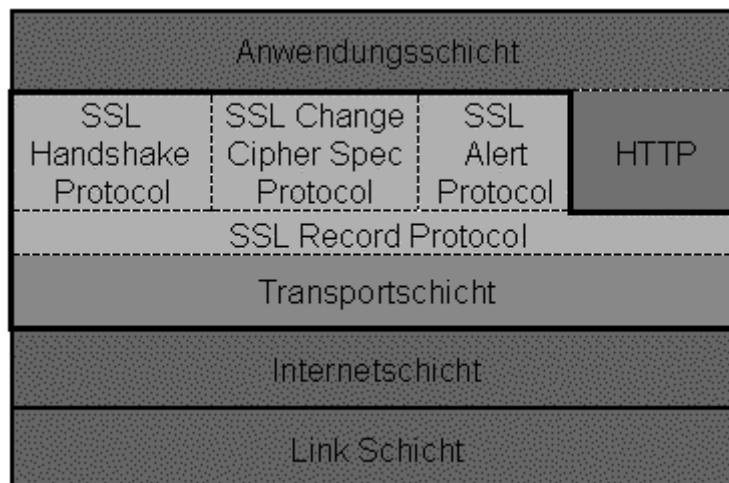 Anwendungsschicht
SSL
Handshake
Protocol
SSL Change
Cipher Spec
Protocol
SSL
Alert
Protocol
HTTP
SSL Record Protocol
Transportschicht
Internetschicht
Link Schicht